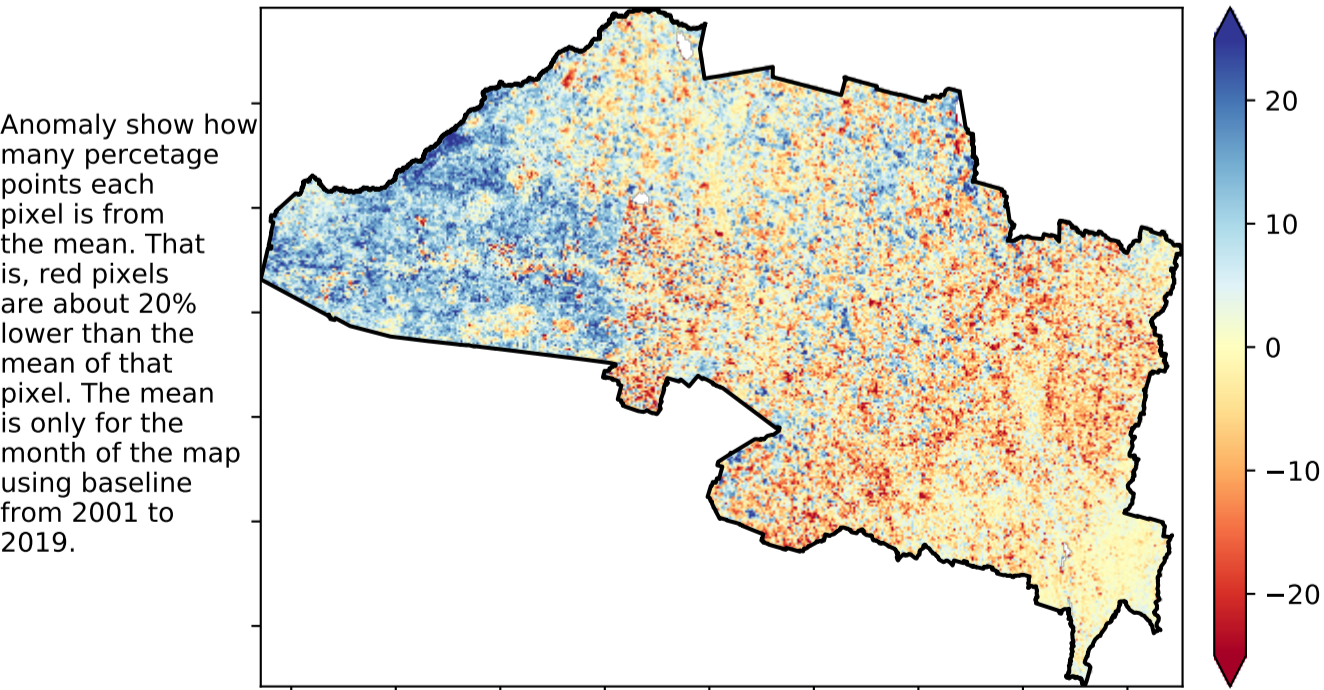 Anomaly show how
many percetage
points each
pixel is from
the mean. That
is, red pixels
are about 20%
lower than the
mean of that
pixel. The mean
is only for the
month of the map
using baseline
from 2001 to
2019.
20
10
0
−10
−20